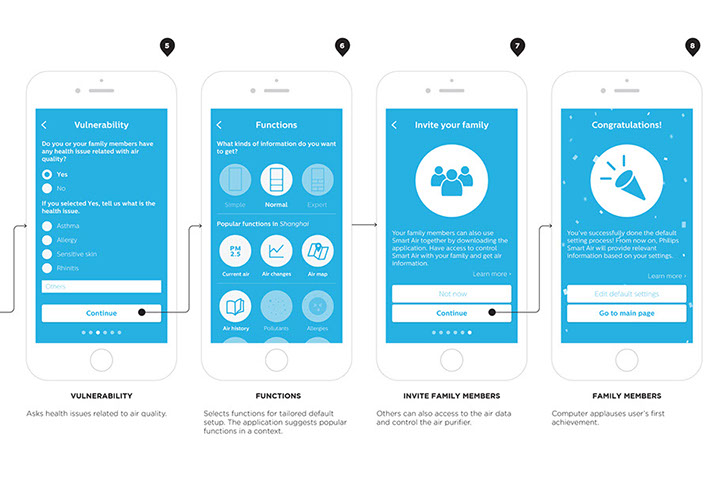 5
Vulnerability
Do you or your family members have
any health issue related with air
quality?
Yes
No
If you selected Yes, tell us what is the
health issue.
Asthma
Allergy
Sensitive skin
Rhinitis
Others
Continue
VULNERABILITY
Asks health issues related to air quality.
6
Functions
What kinds of information do you want
to get?
Simple
Normal
Expert
Popular functions in Shanghai
PM
2.5
Current air
Air changes
Air map
Air history
Pollutants
Allergies
FUNCTIONS
Selects functions for tailored default
setup. The application suggests popular
functions in a context.
7
Invite your family
Your family members can also use
Smart Air together by downloading the
application. Have access to control
Smart Air with your family and get air
information.
Learn more ›
Not now
Continue
INVITE FAMILY MEMBERS
Others can also access to the air data
and control the air purifier.
8
Congratulations!
You've successfully done the default
setting process! From now on, Philips
Smart Air will provide relevant
information based on your settings.
Learn more ›
Edit default settings
Go to main page
FAMILY MEMBERS
Computer applauses user's first
achievement.